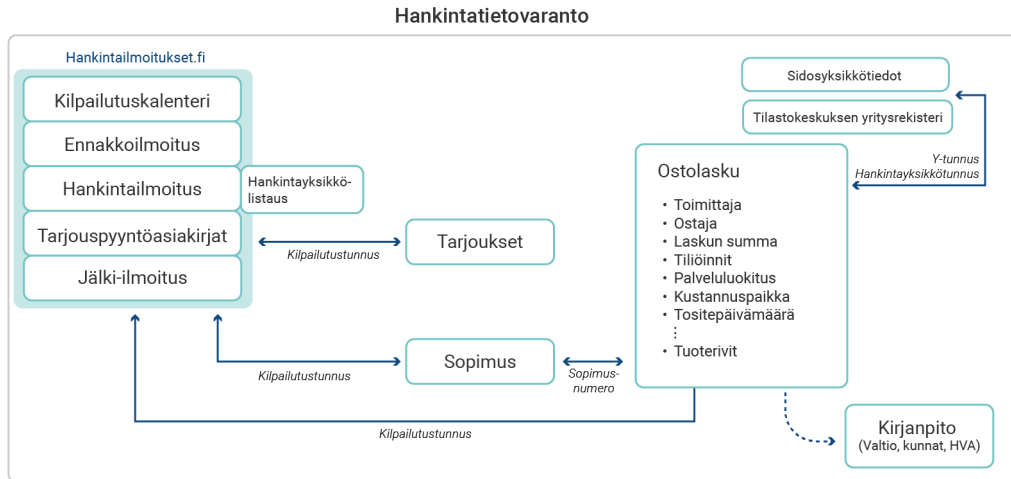 Hankintatietovaranto
Hankintailmoitukset.fi
Kilpailutuskalenteri
Ennakkoilmoitus
Hankintailmoitus
Tarjouspyyntöasiakirjat
Jälki-ilmoitus
Hankintayksikkö-
listaus
Kilpailutustunnus
Tarjoukset
Kilpailutustunnus
Sopimus
Sopimus-
numero
Kilpailutustunnus
Sidosyksikkötiedot
Tilastokeskuksen yritysrekisteri
Y-tunnus
Hankintayksikkötunnus
Ostolasku
• Toimittaja
• Ostaja
• Laskun summa
• Tiliöinnit
• Palveluluokitus
• Kustannuspaikka
• Tositepäivämäärä
⋮
• Tuoterivit
Kirjanpito
(Valtio, kunnat, HVA)